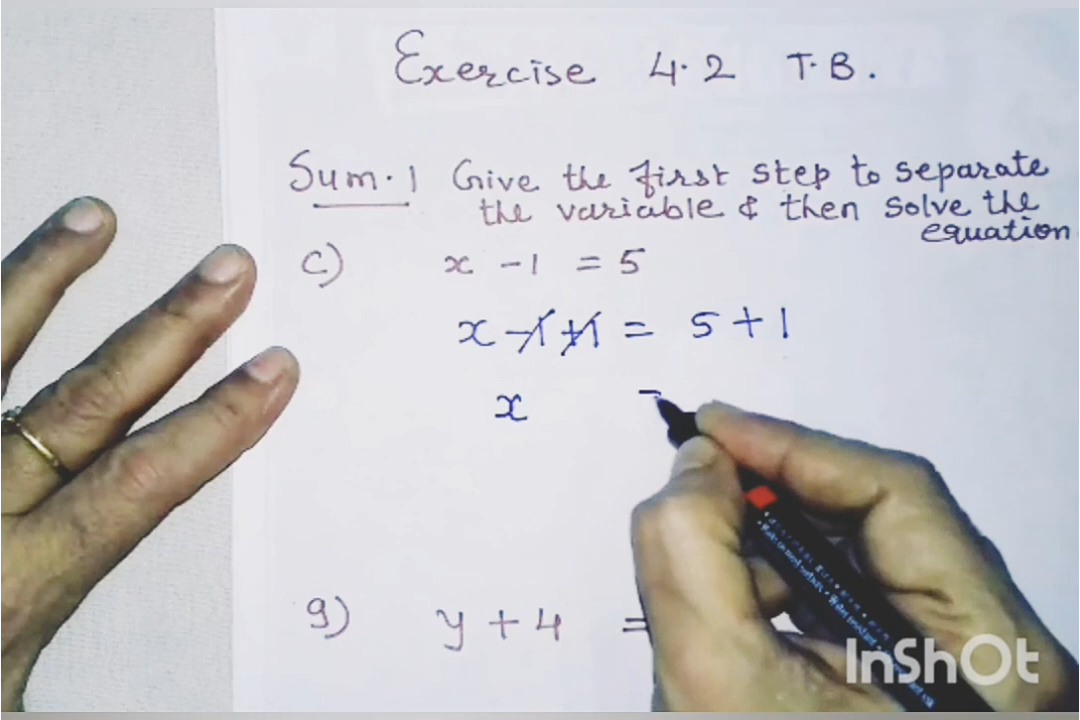 Exercise 4.2 T.B.
Sum.1 Give the first step to separate
the variable & then solve the
equation
c) x - 1 = 5
x - 1 + 1 = 5 + 1
x
g) y + 4 =
InShOt